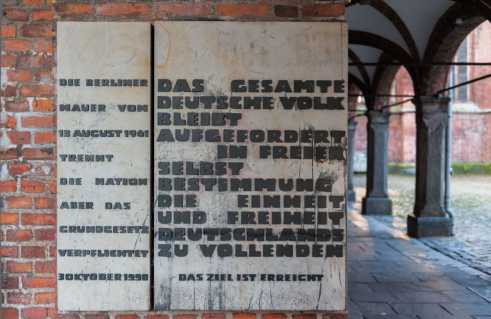 DIE BERLINER
MAUER VOM
13 AUGUST 1961
TRENNT
DIE NATION
ABER DAS
GRUNDGESETZ
VERPFLICHTET
3 OKTOBER 1990
DAS GESAMTE
DEUTSCHE VOLK
BLEIBT
AUFGEFORDERT
IN FREIER
SELBST
BESTIMMUNG
DIE EINHEIT
UND FREIHEIT
DEUTSCHLANDS
ZU VOLLENDEN
DAS ZIEL IST ERREICHT